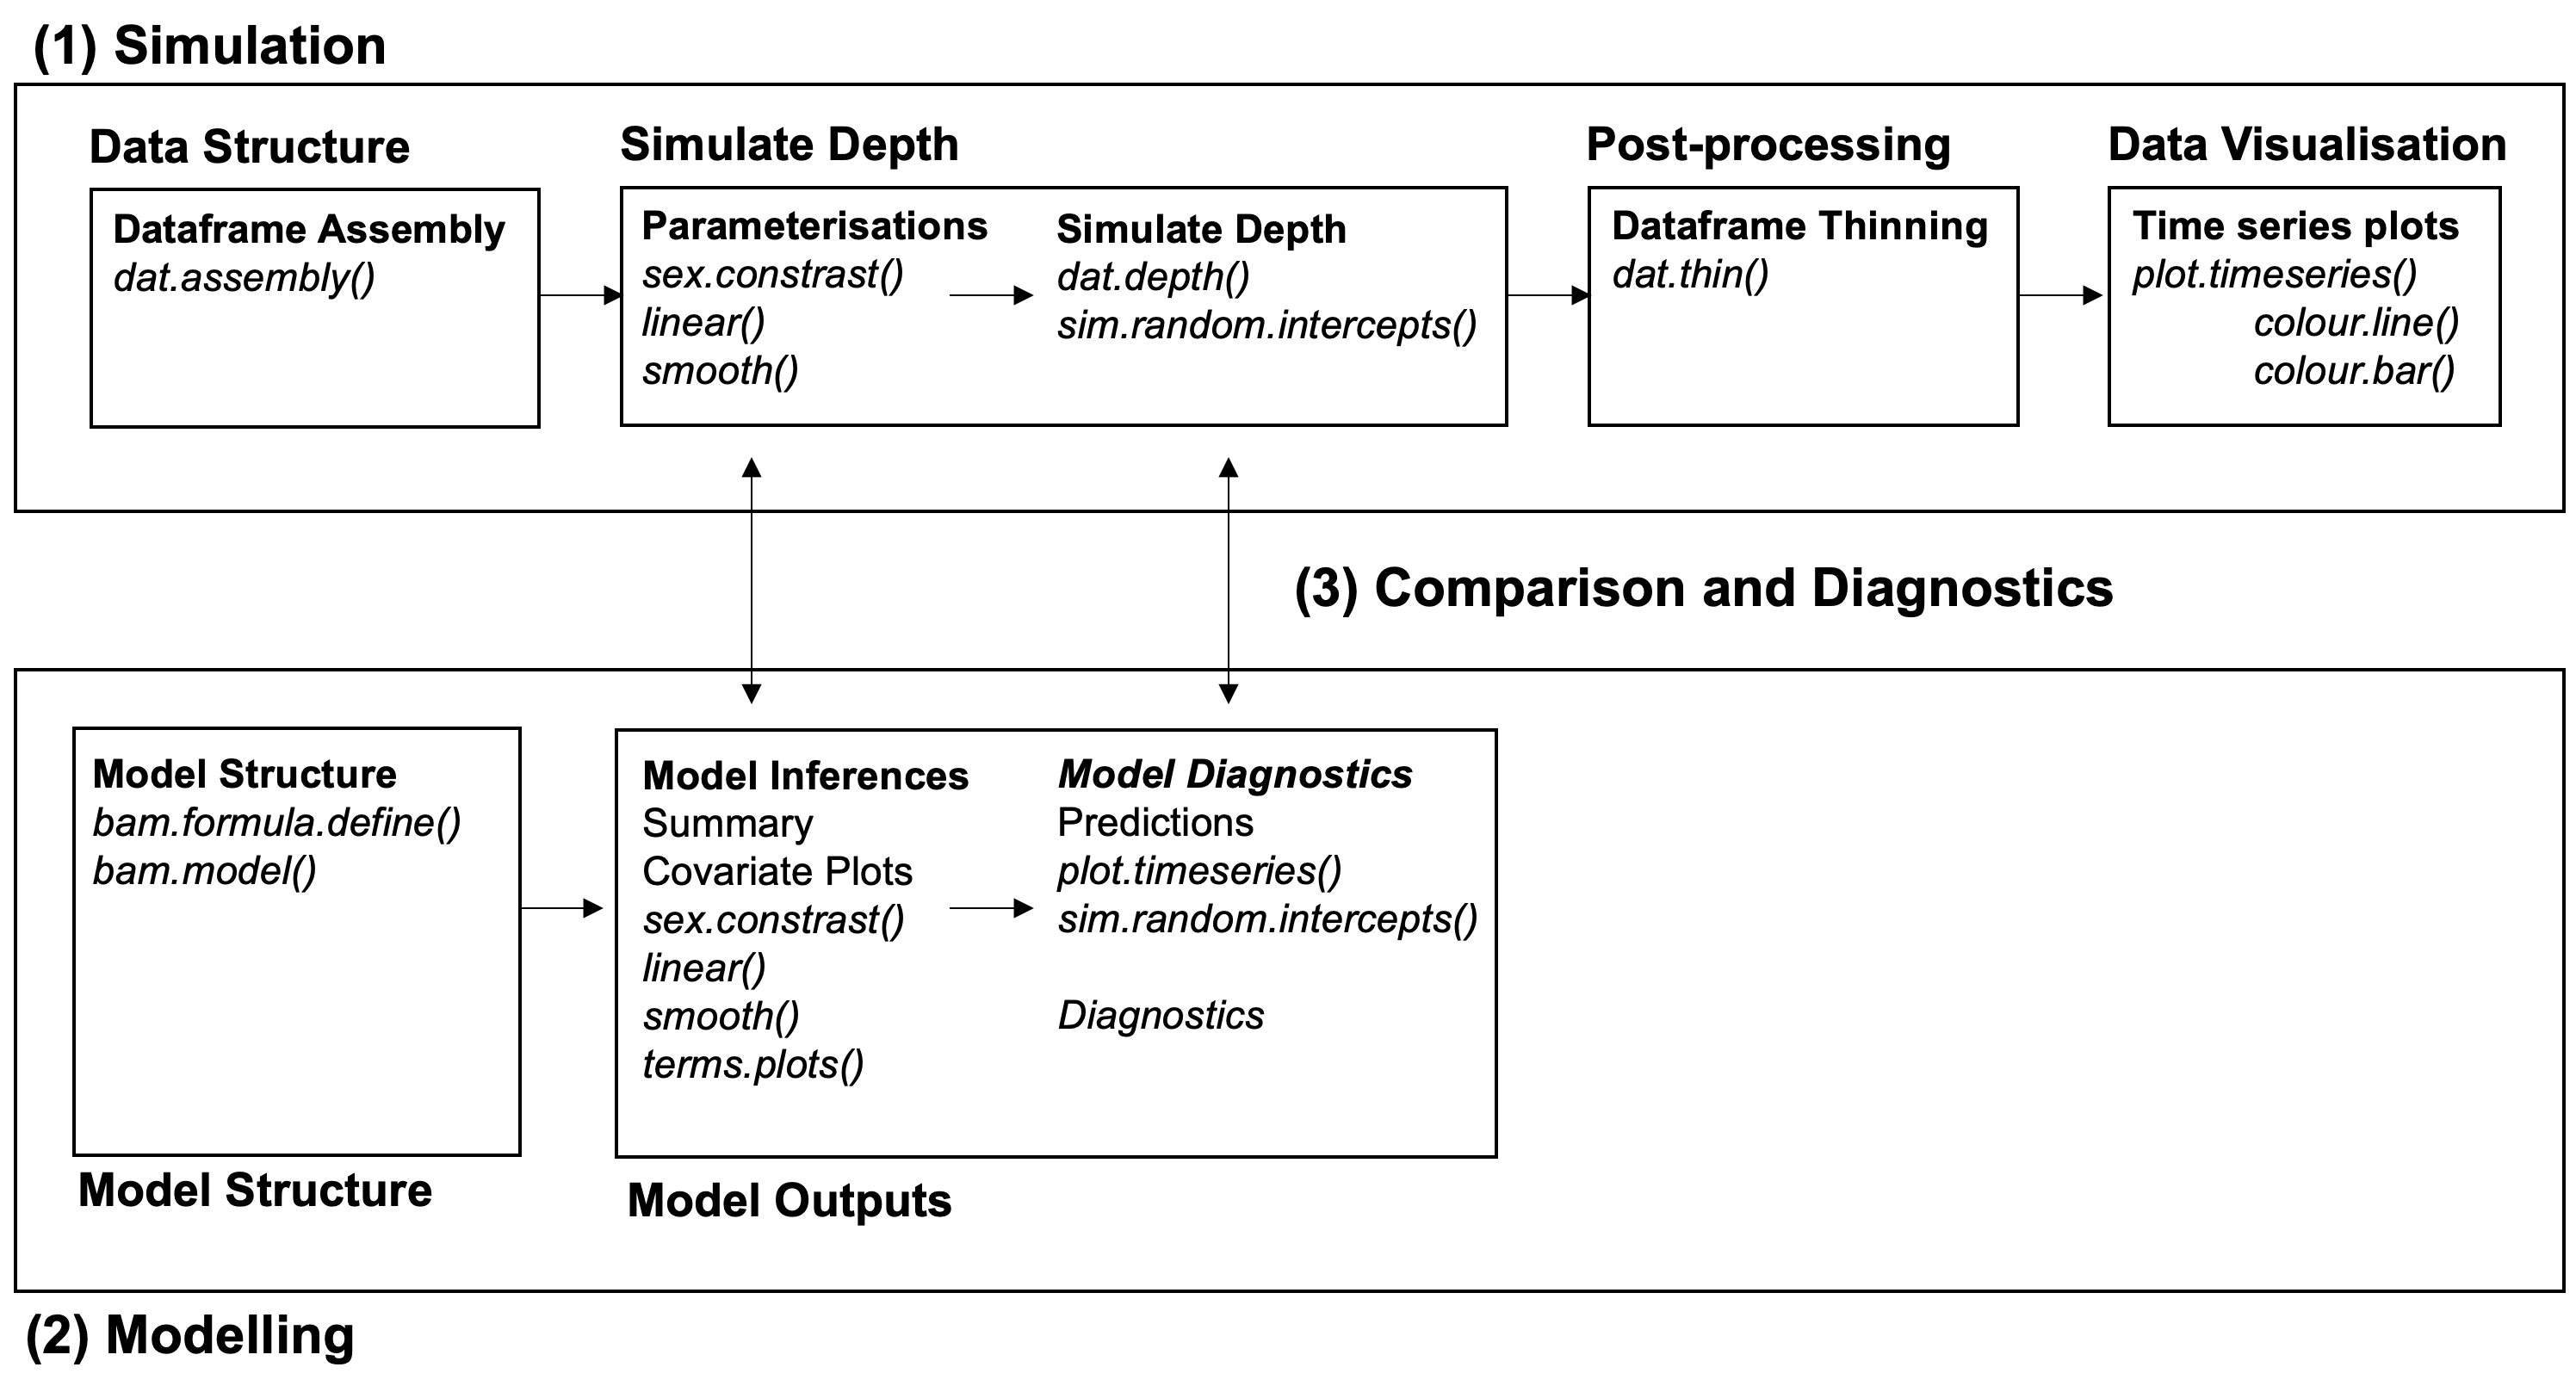 (1) Simulation
Data Structure
Dataframe Assembly
dat.assembly()
Simulate Depth
Parameterisations
sex.constrast()
linear()
smooth()
Simulate Depth
dat.depth()
sim.random.intercepts()
Post-processing
Dataframe Thinning
dat.thin()
Data Visualisation
Time series plots
plot.timeseries()
colour.line()
colour.bar()
(3) Comparison and Diagnostics
Model Structure
bam.formula.define()
bam.model()
Model Structure
Model Inferences
Summary
Covariate Plots
sex.constrast()
linear()
smooth()
terms.plots()
Model Diagnostics
Predictions
plot.timeseries()
sim.random.intercepts()
Diagnostics
Model Outputs
(2) Modelling